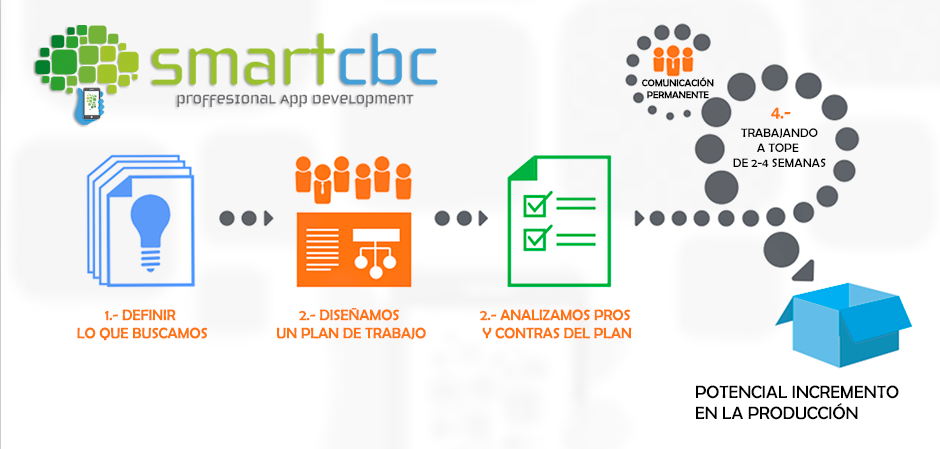 smartcbc
PROFFESIONAL APP DEVELOPMENT
COMUNICACIÓN
PERMANENTE
4.-
TRABAJANDO
A TOPE
DE 2-4 SEMANAS
1.- DEFINIR
LO QUE BUSCAMOS
2.- DISEÑAMOS
UN PLAN DE TRABAJO
2.- ANALIZAMOS PROS
Y CONTRAS DEL PLAN
POTENCIAL INCREMENTO
EN LA PRODUCCIÓN